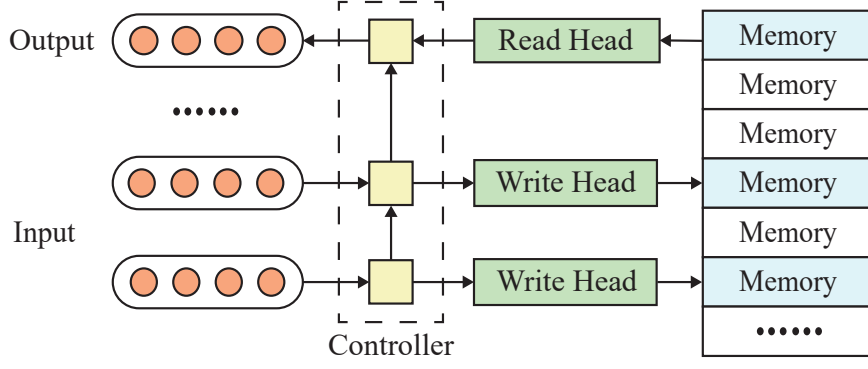 Output
Read Head
Memory
Memory
......
Memory
Write Head
Memory
Input
Memory
Write Head
Memory
......
Controller